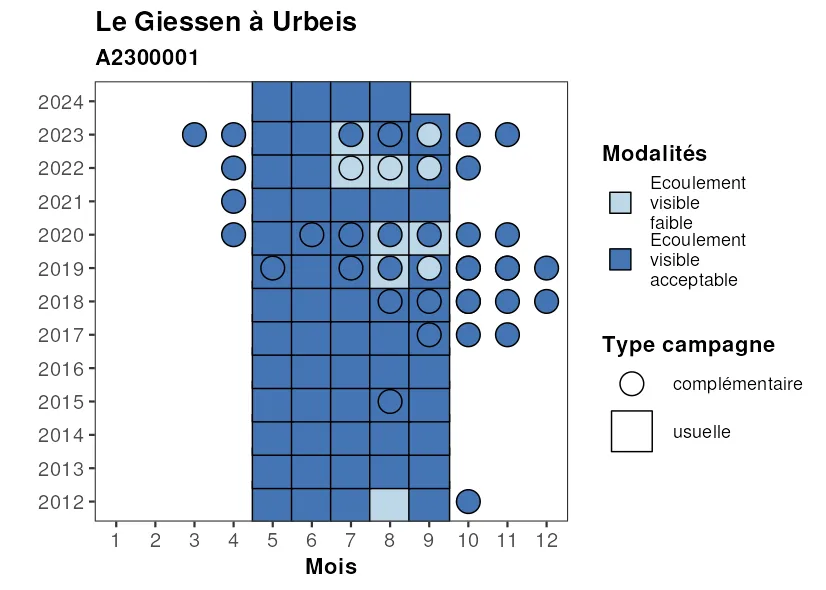 Le Giessen à Urbeis
A2300001
2024
2023
2022
2021
2020
2019
2018
2017
2016
2015
2014
2013
2012
1 2 3 4 5 6 7 8 9 10 11 12
Mois
Modalités
Ecoulement
visible
faible
Ecoulement
visible
acceptable
Type campagne
complémentaire
usuelle